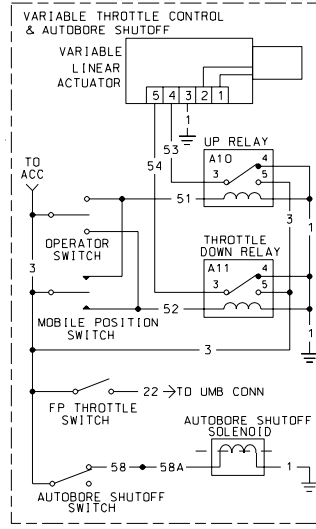 VARIABLE THROTTLE CONTROL
& AUTOBORE SHUTOFF
VARIABLE
LINEAR
ACTUATOR
5 4 3 2 1
1
53
54
UP RELAY
A10
4
3
5
TO
ACC
51
3
1
OPERATOR
SWITCH
THROTTLE
DOWN RELAY
A11
4
3
5
3
52
MOBILE POSITION
SWITCH
1
3
22
TO UMB CONN
FP THROTTLE
SWITCH
AUTOBORE SHUTOFF
SOLENOID
58
58A
1
AUTOBORE SHUTOFF
SWITCH